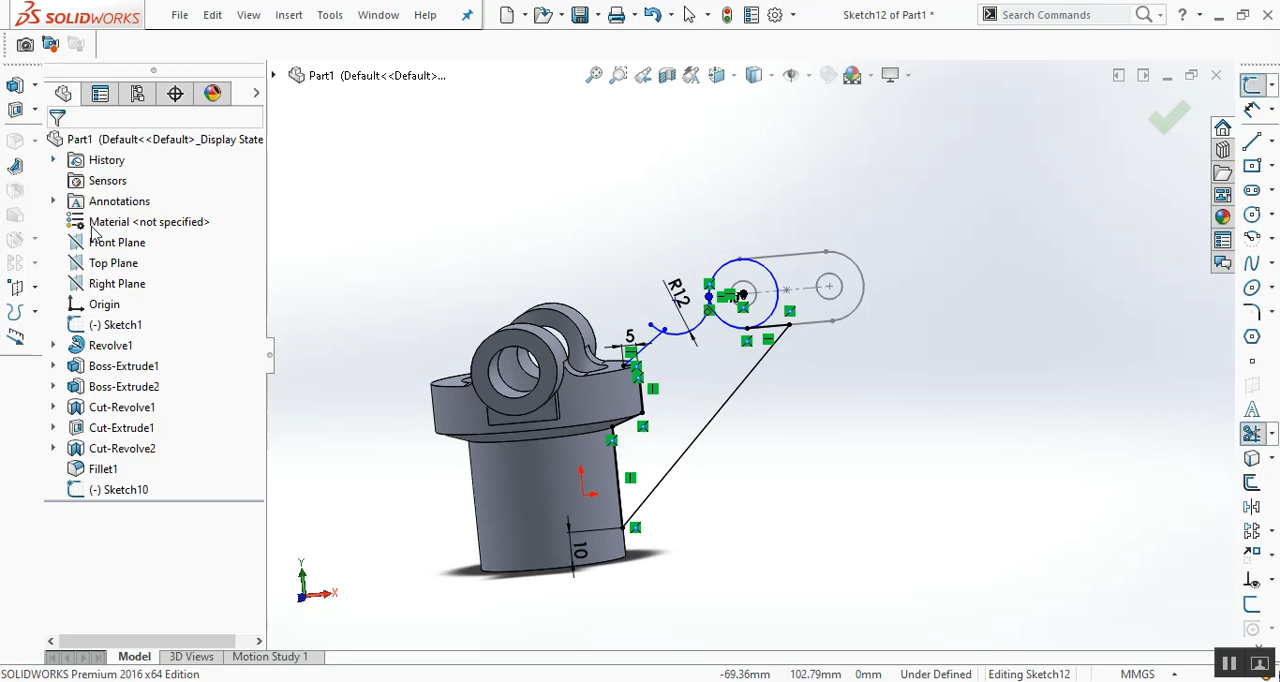 SOLIDWORKS
File Edit View Insert Tools Window Help
Sketch12 of Part1 *
Search Commands
?
Part1 (Default<<Default>_Display State
History
Sensors
Annotations
Material <not specified>
Front Plane
Top Plane
Right Plane
Origin
(-) Sketch1
Revolve1
Boss-Extrude1
Boss-Extrude2
Cut-Revolve1
Cut-Extrude1
Cut-Revolve2
Fillet1
(-) Sketch10
Part1 (Default<<Default>...
R12
5
10
Y
X
Model 3D Views Motion Study 1
SOLIDWORKS Premium 2016 x64 Edition
-69.36mm 102.79mm 0mm Under Defined Editing Sketch12 MMGS